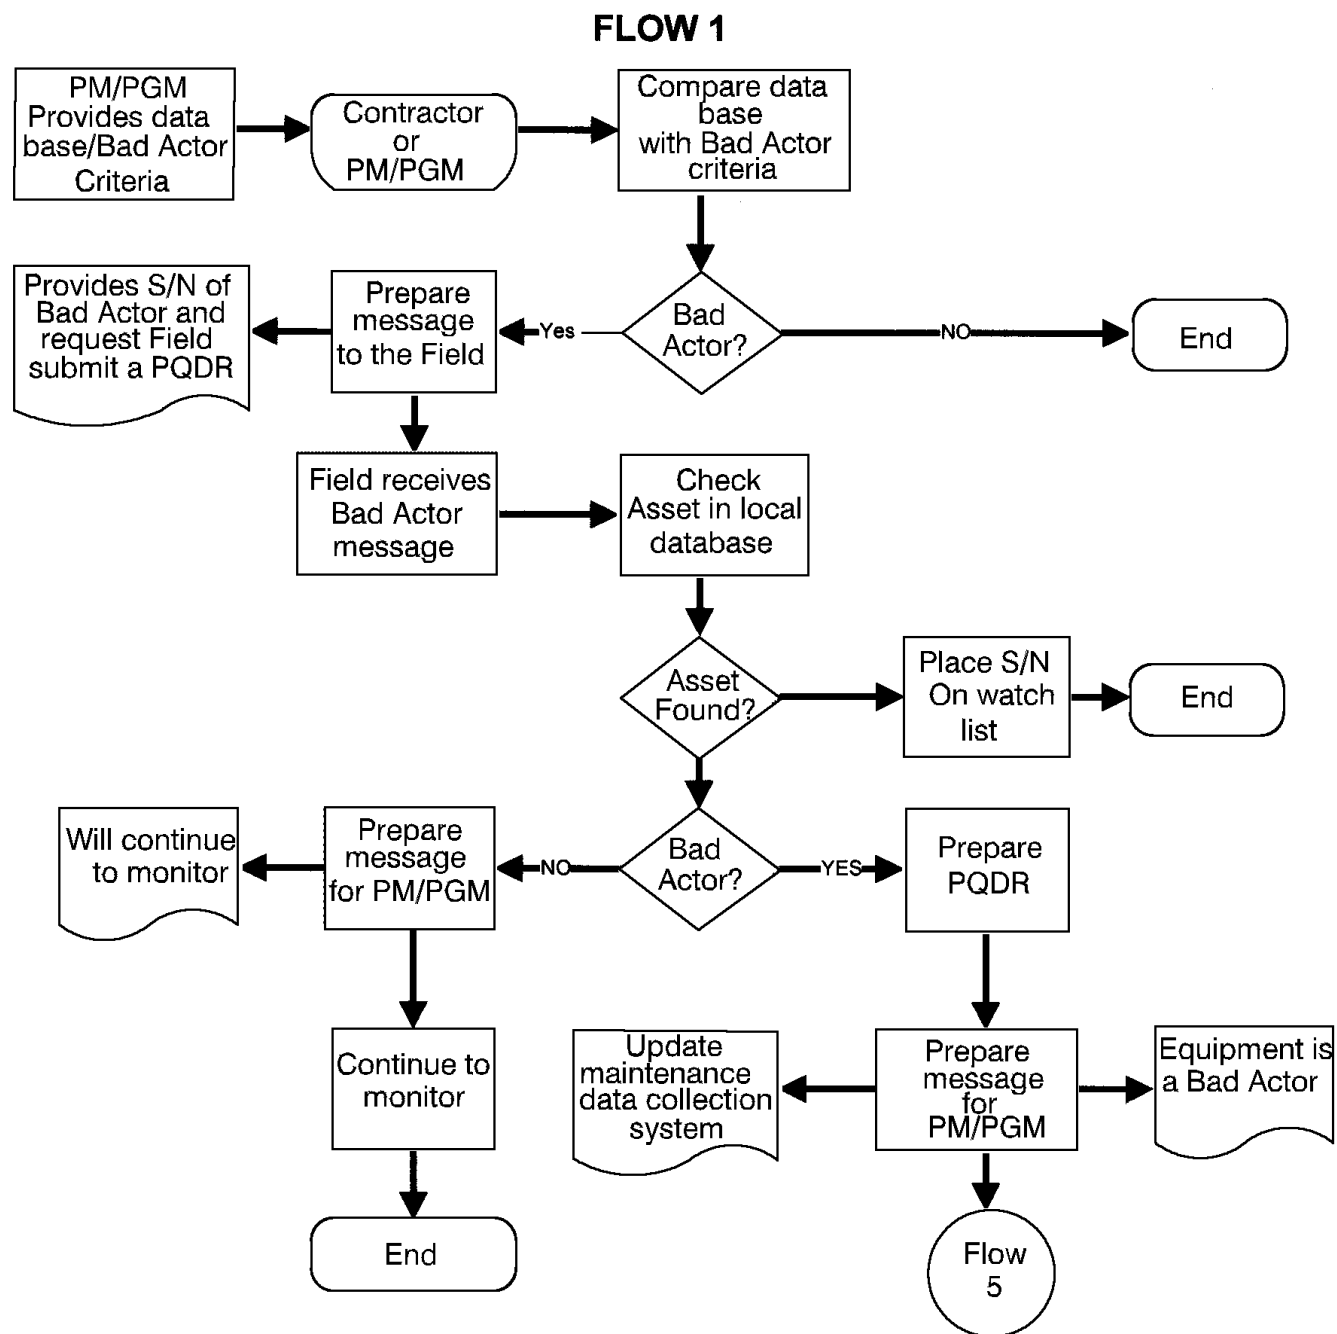 FLOW 1
PM/PGM
Provides data
base/Bad Actor
Criteria
Contractor
or
PM/PGM
Compare data
base
with Bad Actor
criteria
Provides S/N of
Bad Actor and
request Field
submit a PQDR
Prepare
message
to the Field
Yes
Bad
Actor?
NO
End
Field receives
Bad Actor
message
Check
Asset in local
database
Asset
Found?
Place S/N
On watch
list
End
Will continue
to monitor
Prepare
message
for PM/PGM
NO
Bad
Actor?
YES
Prepare
PQDR
Continue to
monitor
Update
maintenance
data collection
system
Prepare
message
for
PM/PGM
Equipment is
a Bad Actor
End
Flow
5